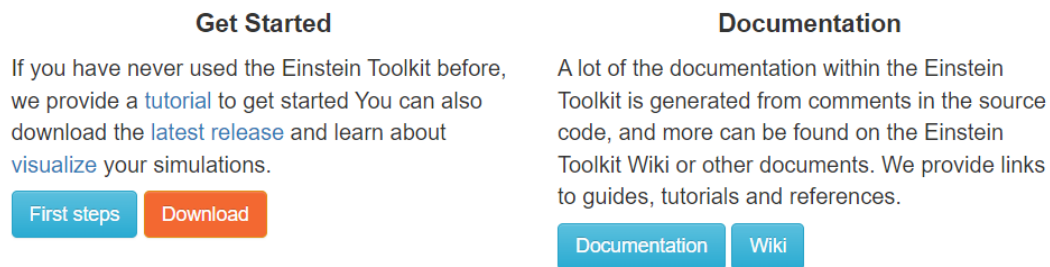 Get Started
If you have never used the Einstein Toolkit before,
we provide a tutorial to get started You can also
download the latest release and learn about
visualize your simulations.
First steps
Download
Documentation
A lot of the documentation within the Einstein
Toolkit is generated from comments in the source
code, and more can be found on the Einstein
Toolkit Wiki or other documents. We provide links
to guides, tutorials and references.
Documentation
Wiki